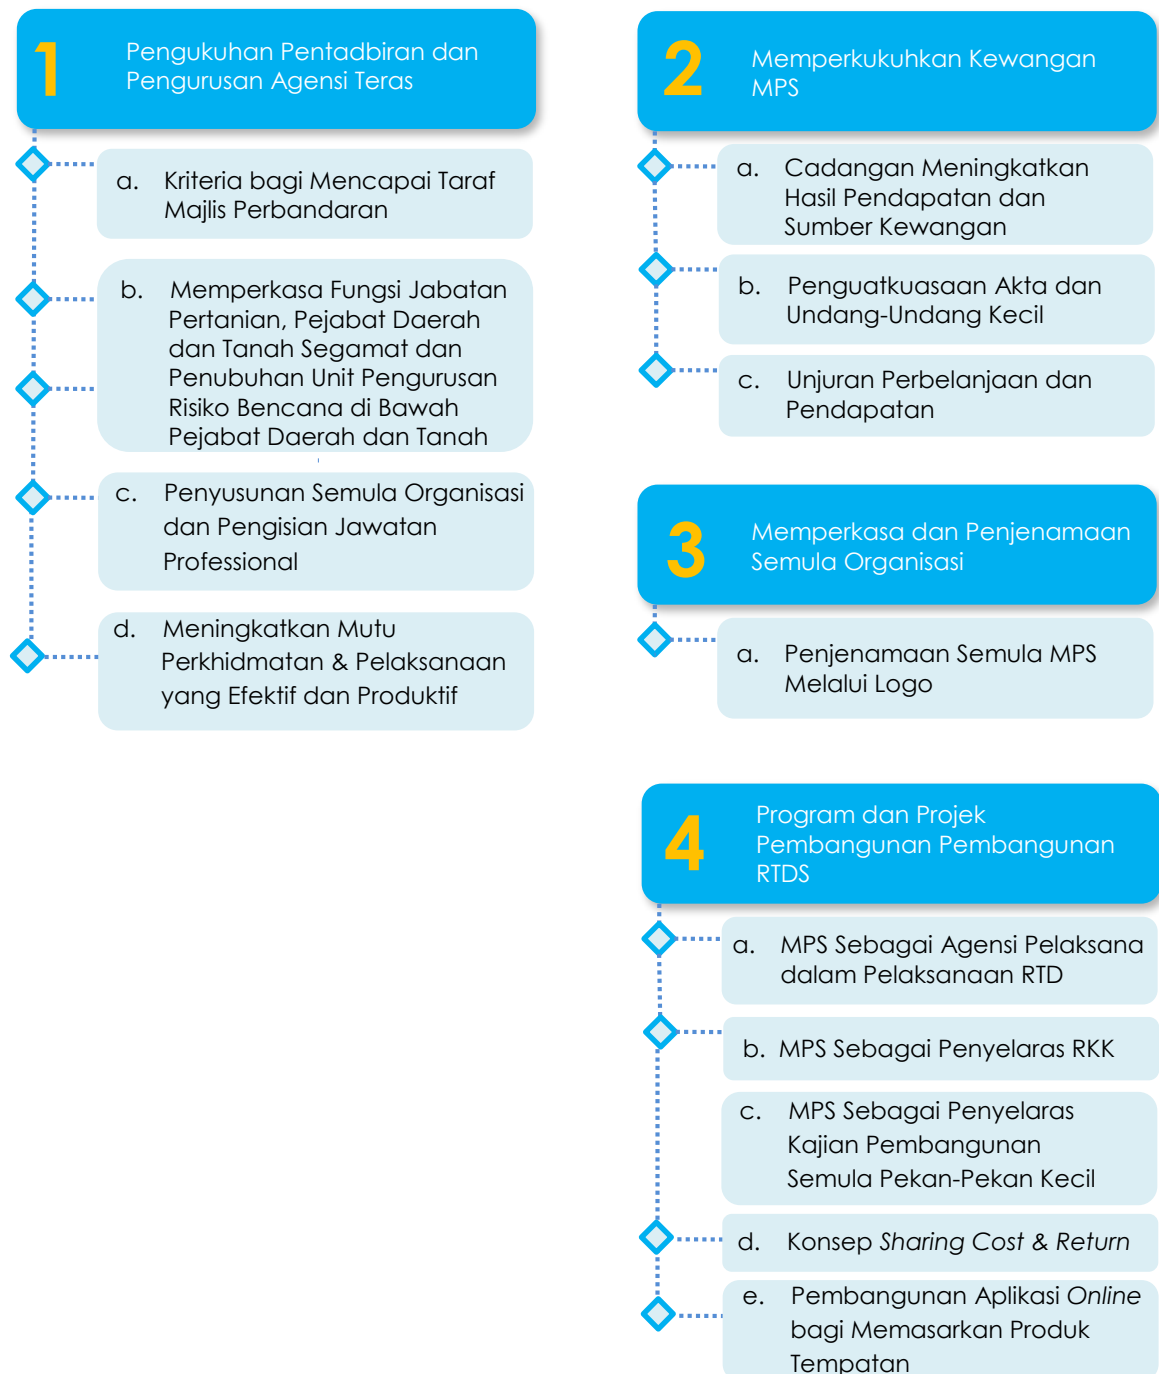 1
Pengukuhan Pentadbiran dan
Pengurusan Agensi Teras
a. Kriteria bagi Mencapai Taraf
Majlis Perbandaran
b. Memperkasa Fungsi Jabatan
Pertanian, Pejabat Daerah
dan Tanah Segamat dan
Penubuhan Unit Pengurusan
Risiko Bencana di Bawah
Pejabat Daerah dan Tanah
c. Penyusunan Semula Organisasi
dan Pengisian Jawatan
Professional
d. Meningkatkan Mutu
Perkhidmatan & Pelaksanaan
yang Efektif dan Produktif
2
Memperkukuhkan Kewangan
MPS
a. Cadangan Meningkatkan
Hasil Pendapatan dan
Sumber Kewangan
b. Penguatkuasaan Akta dan
Undang-Undang Kecil
c. Unjuran Perbelanjaan dan
Pendapatan
3
Memperkasa dan Penjenamaan
Semula Organisasi
a. Penjenamaan Semula MPS
Melalui Logo
4
Program dan Projek
Pembangunan Pembangunan
RTDS
a. MPS Sebagai Agensi Pelaksana
dalam Pelaksanaan RTD
b. MPS Sebagai Penyelaras RKK
c. MPS Sebagai Penyelaras
Kajian Pembangunan
Semula Pekan-Pekan Kecil
d. Konsep Sharing Cost & Return
e. Pembangunan Aplikasi Online
bagi Memasarkan Produk
Tempatan